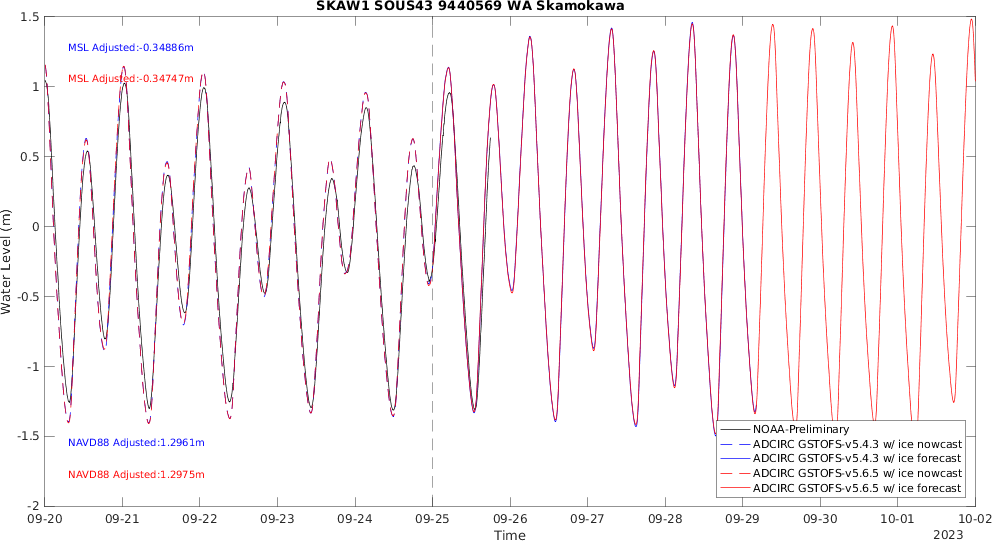 SKAW1 SOUS43 9440569 WA Skamokawa
1.5
1
0.5
0
-0.5
-1
-1.5
-2
Water Level (m)
MSL Adjusted:-0.34886m
MSL Adjusted:-0.34747m
NAVD88 Adjusted:1.2961m
NAVD88 Adjusted:1.2975m
NOAA-Preliminary
ADCIRC GSTOFS-v5.4.3 w/ ice nowcast
ADCIRC GSTOFS-v5.4.3 w/ ice forecast
ADCIRC GSTOFS-v5.6.5 w/ ice nowcast
ADCIRC GSTOFS-v5.6.5 w/ ice forecast
09-20 09-21 09-22 09-23 09-24 09-25 09-26 09-27 09-28 09-29 09-30 10-01 10-02
Time
2023